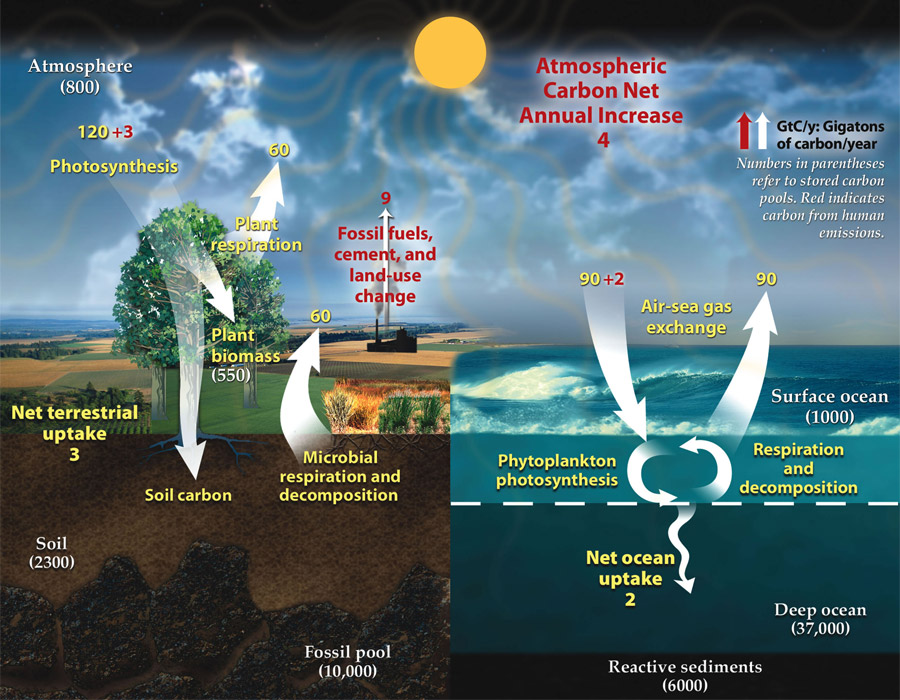 Atmosphere
(800)
120 +3
Photosynthesis
60
Plant
respiration
9
Fossil fuels,
cement, and
land-use
change
60
Plant
biomass
(550)
Net terrestrial
uptake
3
Soil carbon
Microbial
respiration and
decomposition
Soil
(2300)
Fossil pool
(10,000)
Atmospheric
Carbon Net
Annual Increase
4
GtC/y: Gigatons
of carbon/year
Numbers in parentheses
refer to stored carbon
pools. Red indicates
carbon from human
emissions.
90 +2
Air-sea gas
exchange
90
Surface ocean
(1000)
Phytoplankton
photosynthesis
Respiration
and
decomposition
Net ocean
uptake
2
Deep ocean
(37,000)
Reactive sediments
(6000)